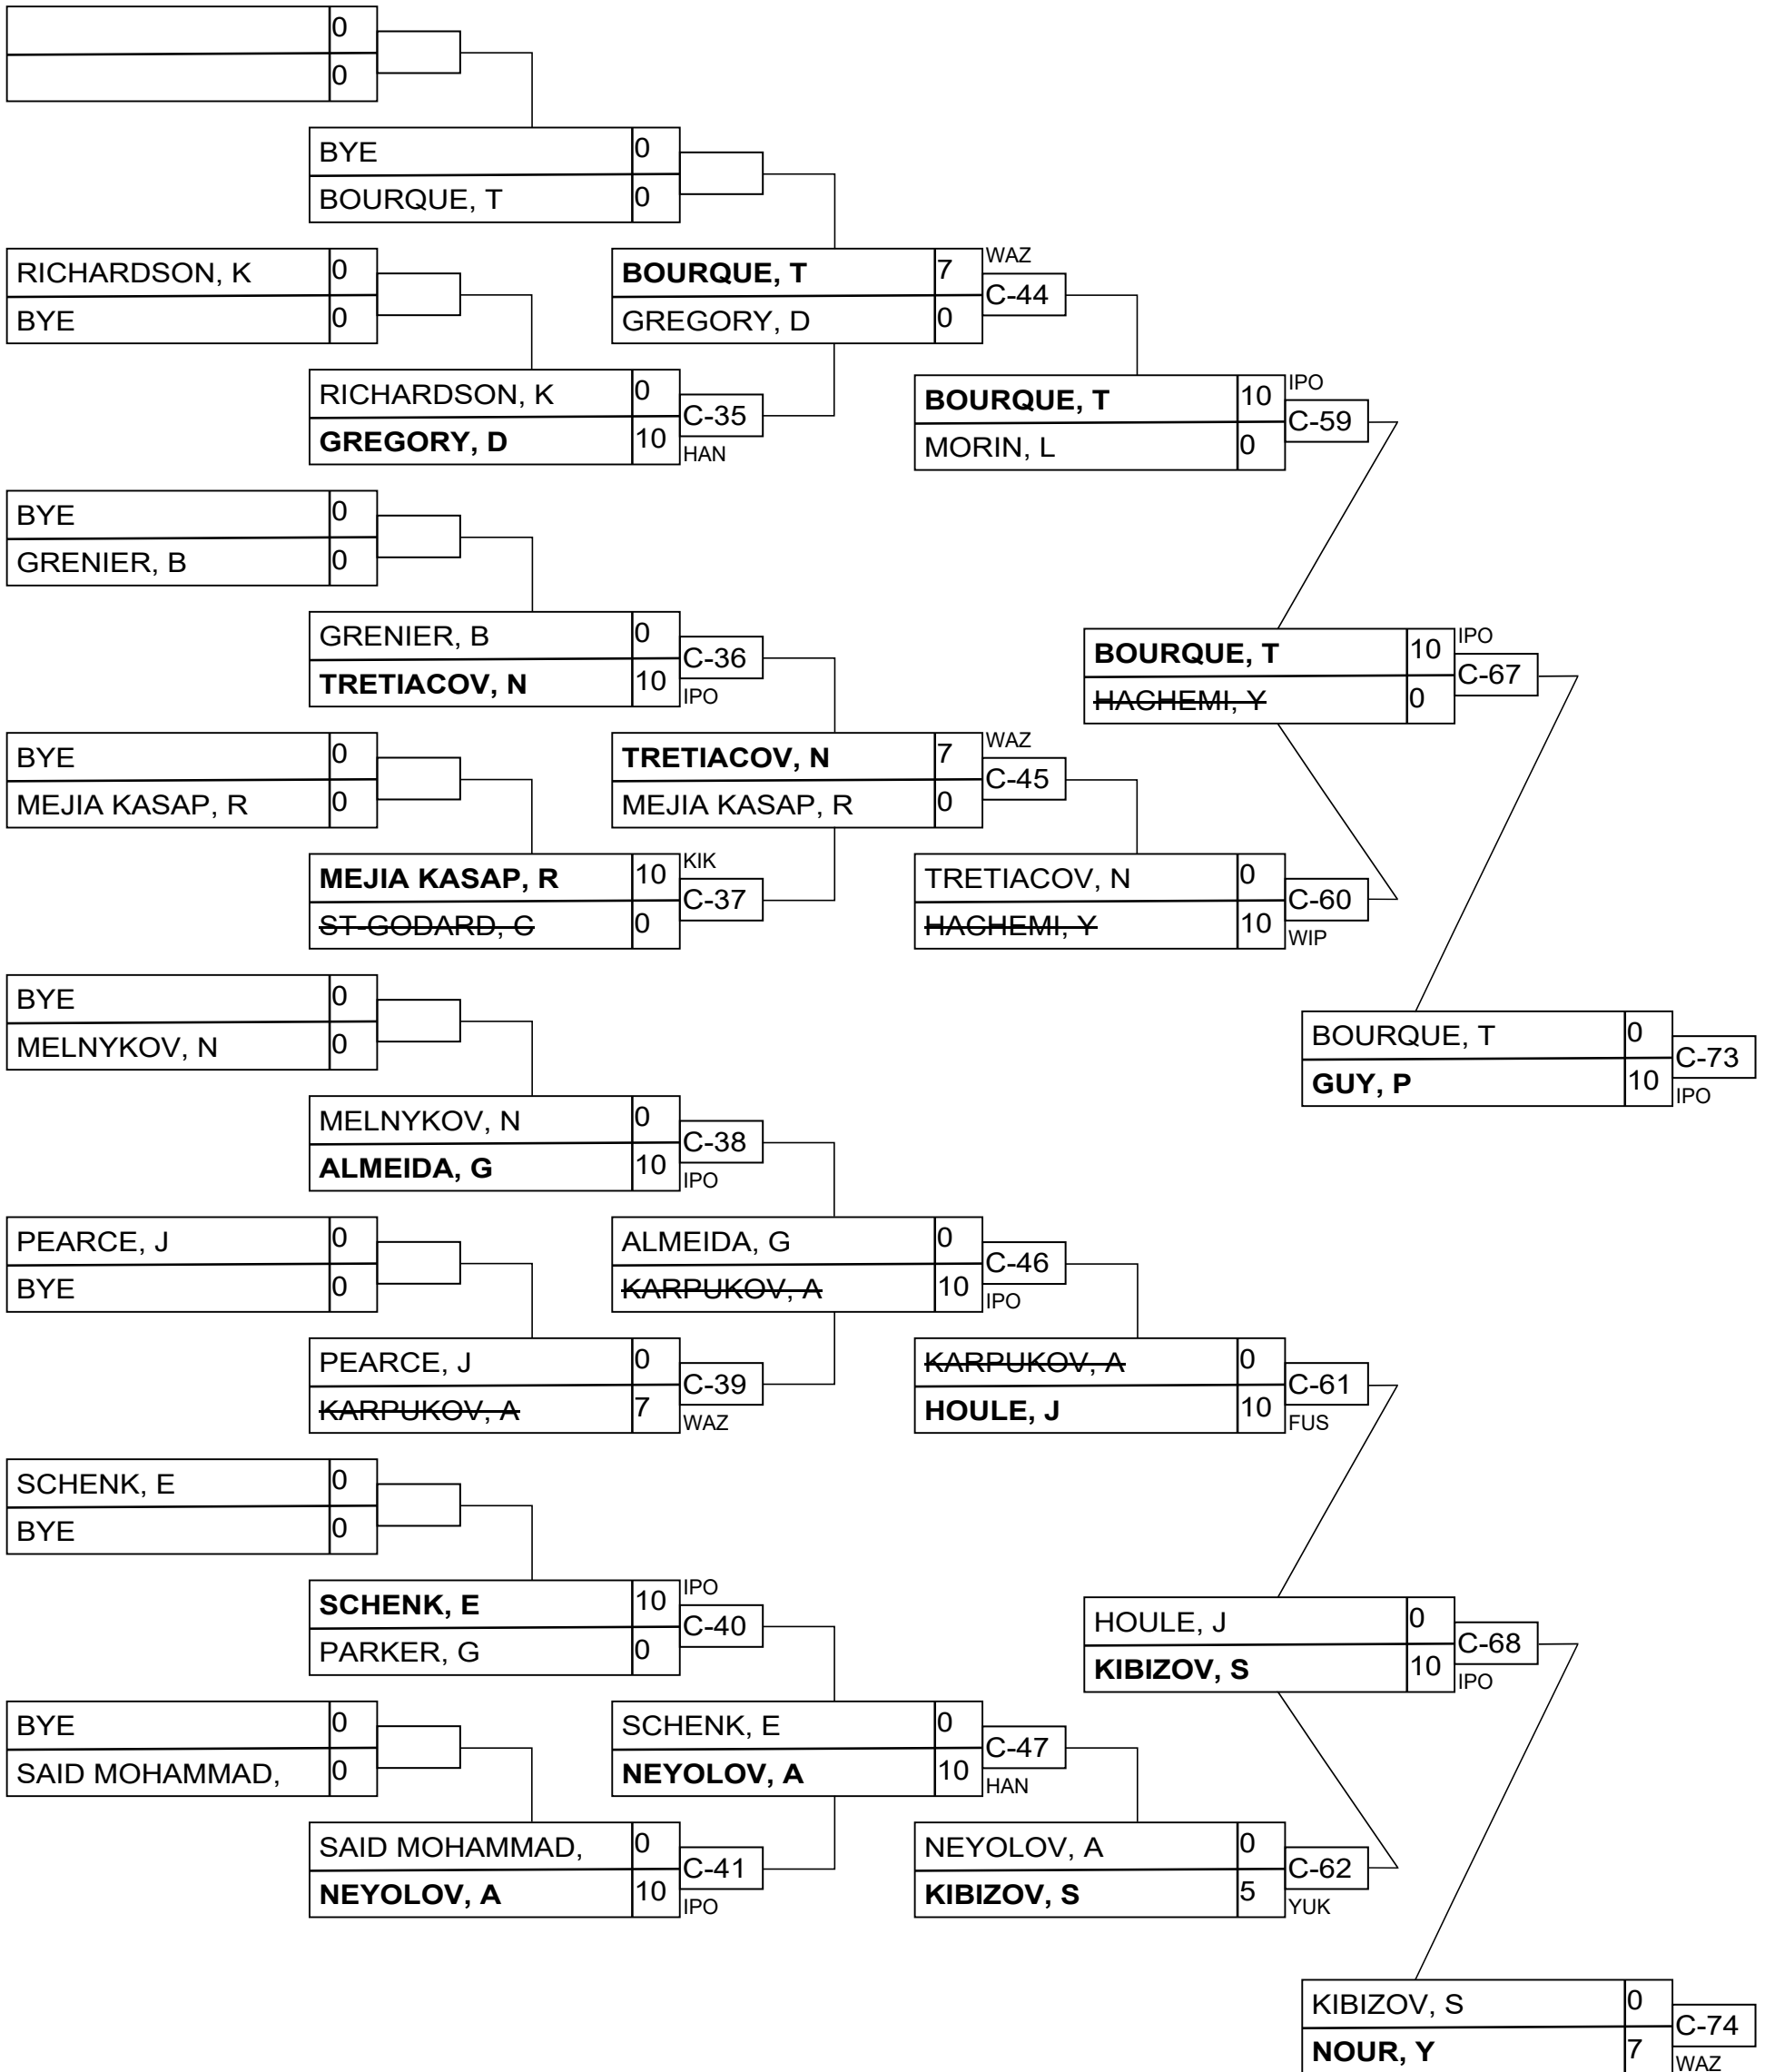 0
0
BYE 0
BOURQUE, T 0
RICHARDSON, K 0
BYE 0
BOURQUE, T 7 WAZ
C-44
GREGORY, D 0
RICHARDSON, K 0
C-35
GREGORY, D 10 HAN
BOURQUE, T 10 IPO
C-59
MORIN, L 0
BYE 0
GRENIER, B 0
GRENIER, B 0
C-36
TRETIACOV, N 10 IPO
BOURQUE, T 10 IPO
C-67
HACHEMI, Y 0
BYE 0
MEJIA KASAP, R 0
TRETIACOV, N 7 WAZ
C-45
MEJIA KASAP, R 0
MEJIA KASAP, R 10 KIK
C-37
ST-GODARD, C 0
TRETIACOV, N 0
C-60
HACHEMI, Y 10 WIP
BYE 0
MELNYKOV, N 0
BOURQUE, T 0
C-73
GUY, P 10 IPO
MELNYKOV, N 0
C-38
ALMEIDA, G 10 IPO
PEARCE, J 0
BYE 0
ALMEIDA, G 0
C-46
KARPUKOV, A 10 IPO
PEARCE, J 0
C-39
KARPUKOV, A 7 WAZ
KARPUKOV, A 0
C-61
HOULE, J 10 FUS
SCHENK, E 0
BYE 0
SCHENK, E 10 IPO
C-40
PARKER, G 0
HOULE, J 0
C-68
KIBIZOV, S 10 IPO
BYE 0
SAID MOHAMMAD, 0
SCHENK, E 0
C-47
NEYOLOV, A 10 HAN
SAID MOHAMMAD, 0
C-41
NEYOLOV, A 10 IPO
NEYOLOV, A 0
C-62
KIBIZOV, S 5 YUK
KIBIZOV, S 0
C-74
NOUR, Y 7 WAZ